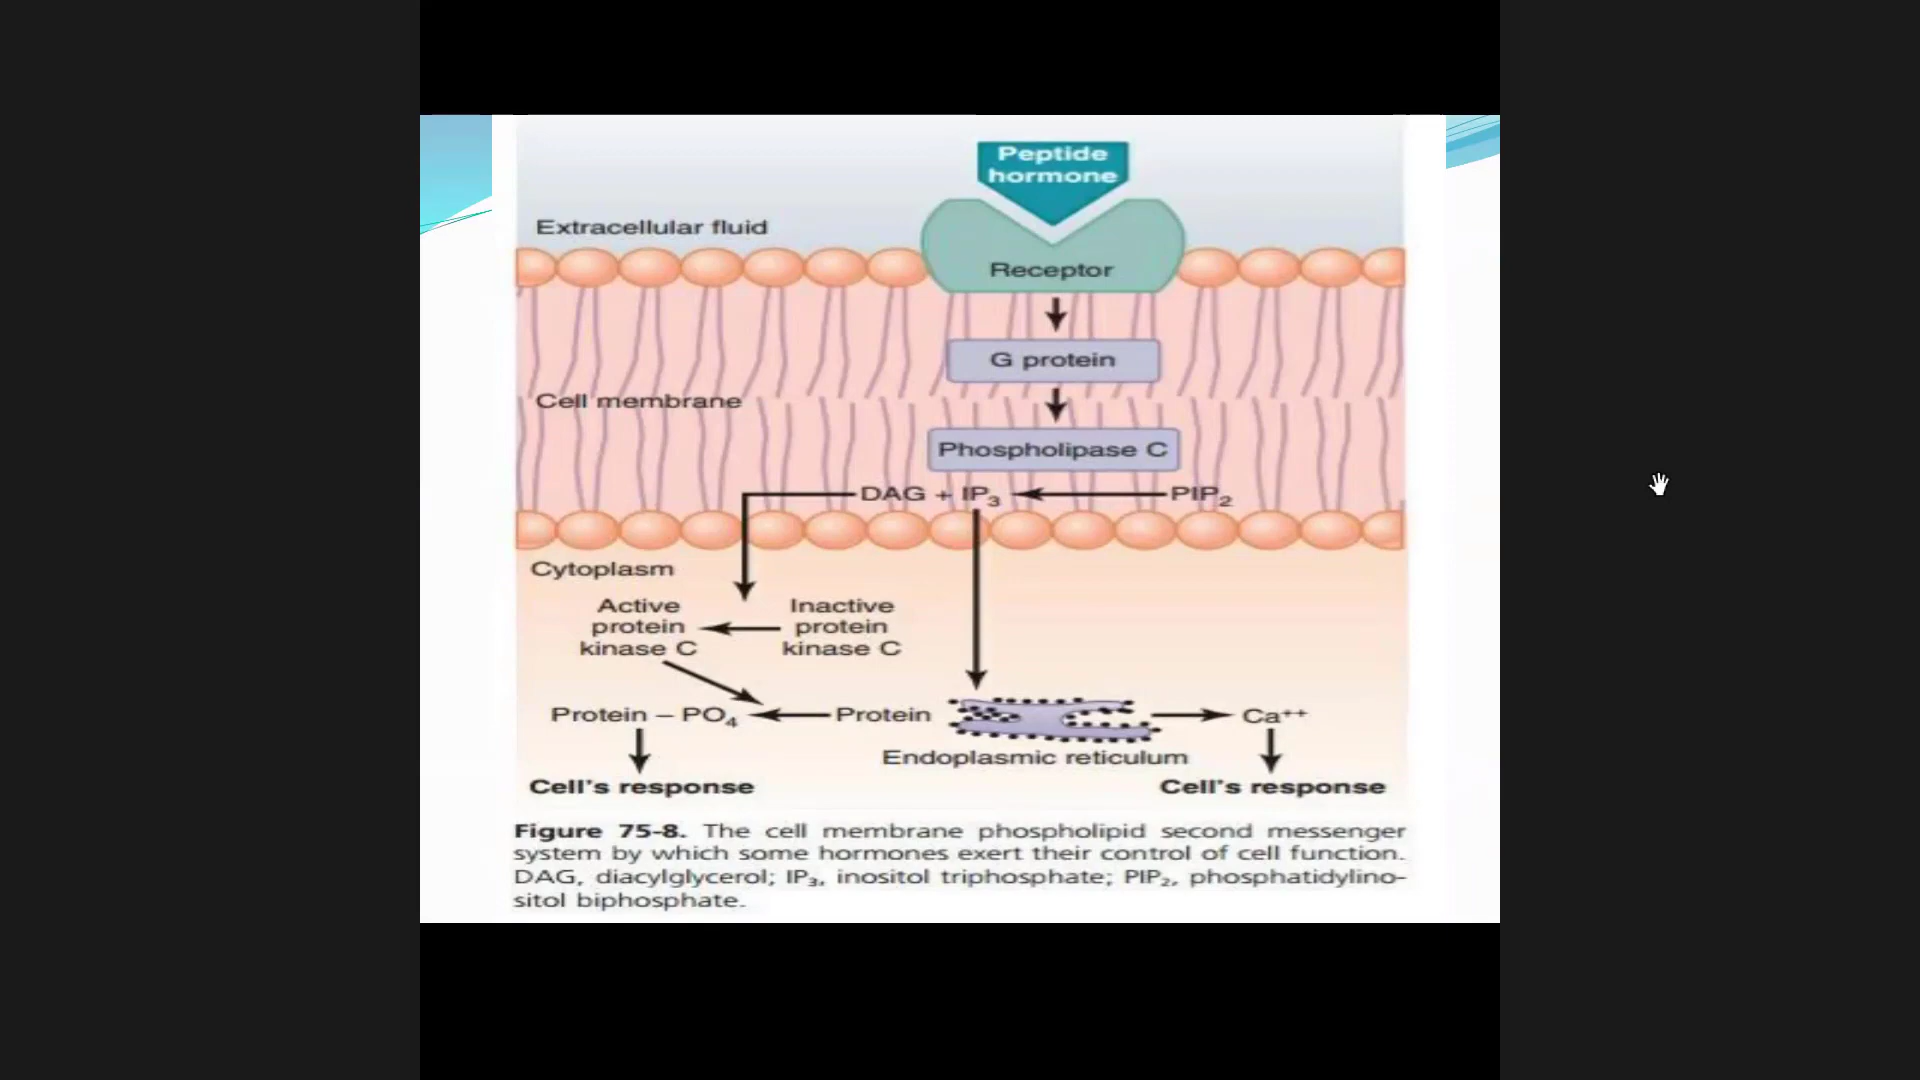 Peptide
hormone
Extracellular fluid
Receptor
G protein
Cell membrane
Phospholipase C
DAG + IP₃
PIP₂
Cytoplasm
Active
protein
kinase C
Inactive
protein
kinase C
Protein – PO₄
Protein
Ca⁺⁺
Endoplasmic reticulum
Cell's response
Cell's response
Figure 75-8. The cell membrane phospholipid second messenger
system by which some hormones exert their control of cell function.
DAG, diacylglycerol; IP₃, inositol triphosphate; PIP₂, phosphatidylino-
sitol biphosphate.